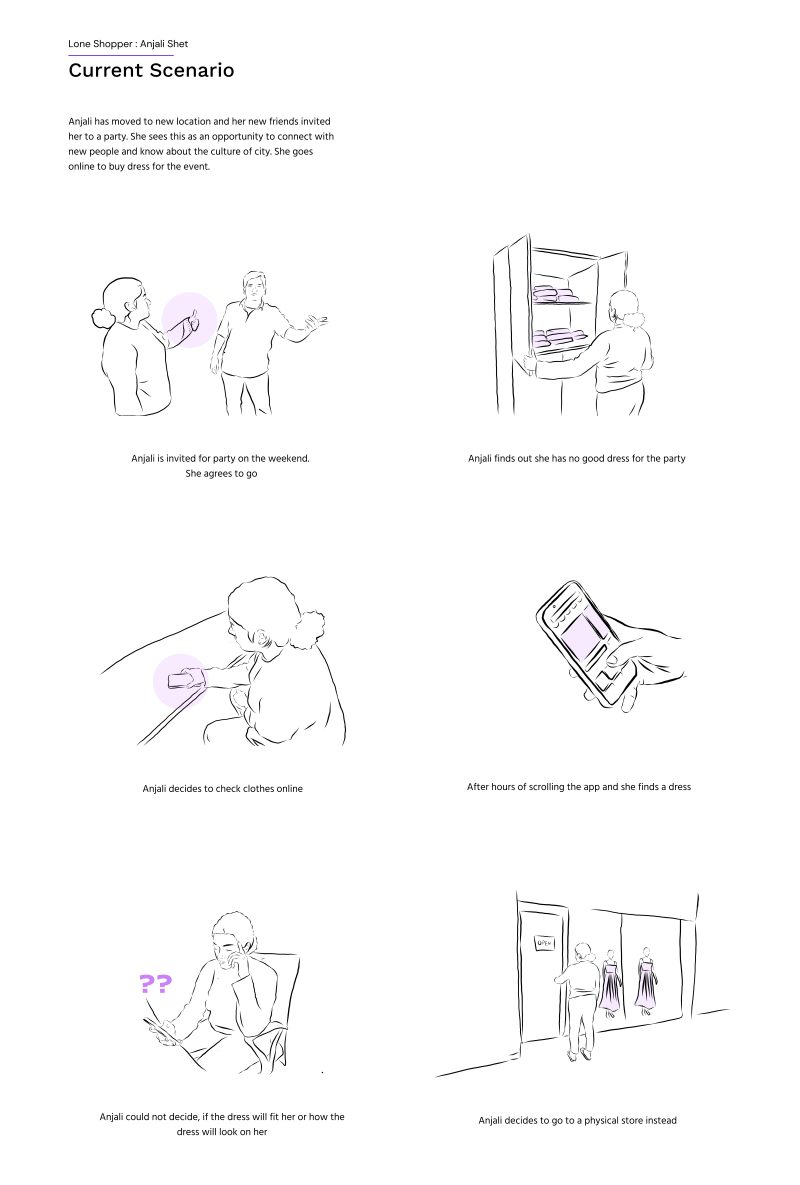 Lone Shopper : Anjali Shet
Current Scenario
Anjali has moved to new location and her new friends invited
her to a party. She sees this as an opportunity to connect with
new people and know about the culture of city. She goes
online to buy dress for the event.
Anjali is invited for party on the weekend.
She agrees to go
Anjali finds out she has no good dress for the party
Anjali decides to check clothes online
After hours of scrolling the app and she finds a dress
??
OPEN
Anjali could not decide, if the dress will fit her or how the
dress will look on her
Anjali decides to go to a physical store instead